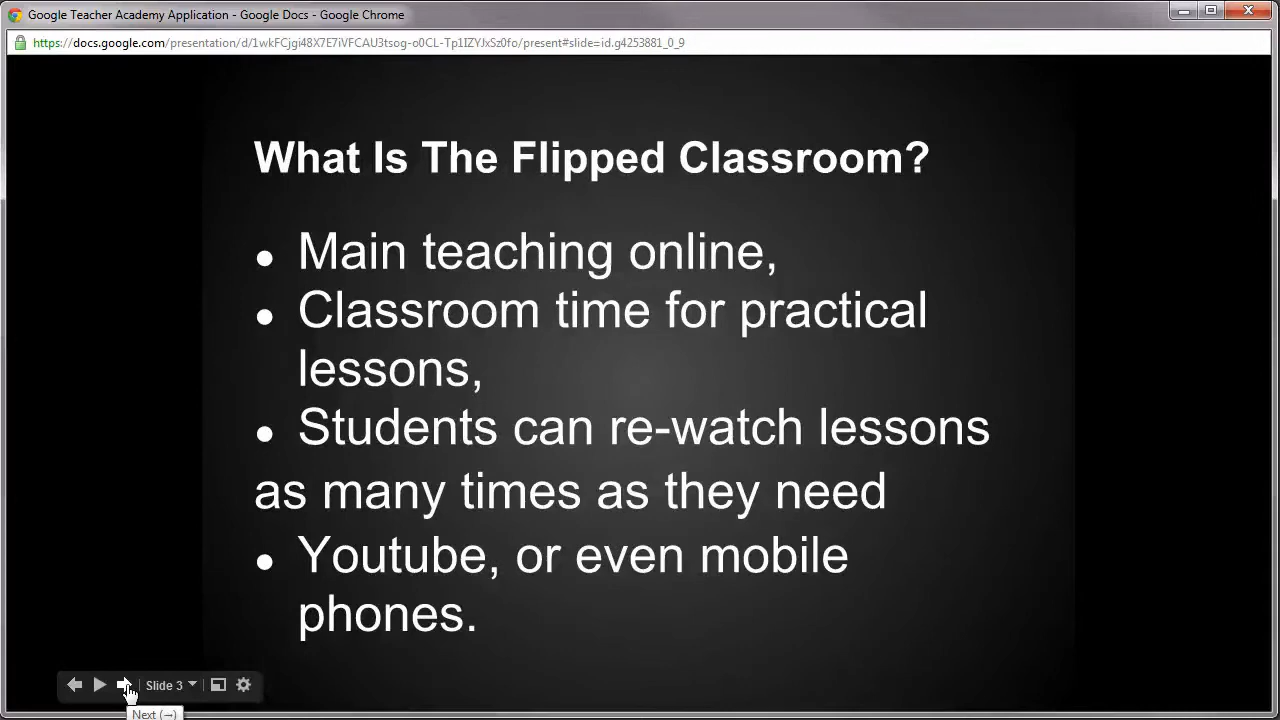 Google Teacher Academy Application - Google Docs - Google Chrome
https://docs.google.com/presentation/d/1wkFCjgi48X7E7iVFCAU3tsog-o0CL-Tp1IZYJxSz0fo/present#slide=id.g4253881_0_9
What Is The Flipped Classroom?
● Main teaching online,
● Classroom time for practical
lessons,
● Students can re-watch lessons
as many times as they need
● Youtube, or even mobile
phones.
Slide 3
Next (→)